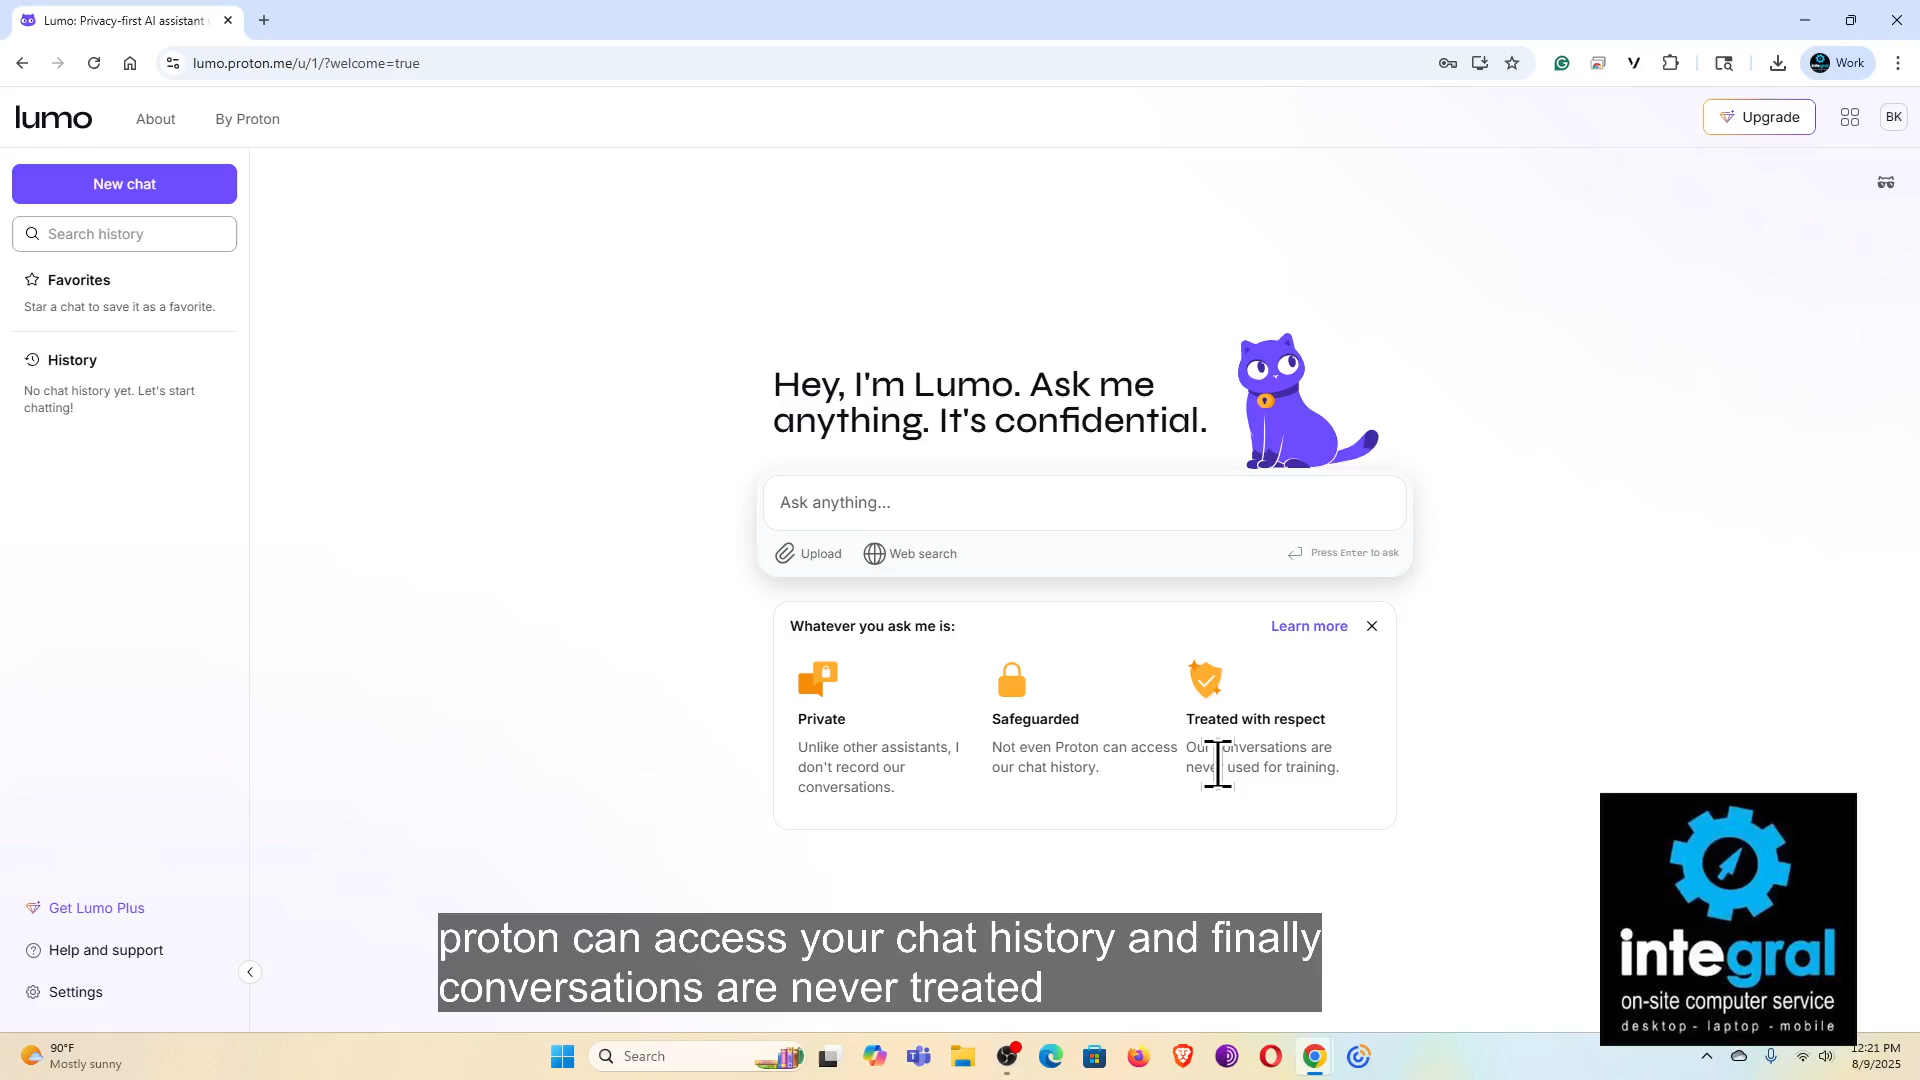 Lumo: Privacy-first AI assistant
lumo.proton.me/u/1/?welcome=true
Work
lumo
About
By Proton
Upgrade
BK
New chat
Search history
Favorites
Star a chat to save it as a favorite.
History
No chat history yet. Let's start
chatting!
Hey, I'm Lumo. Ask me
anything. It's confidential.
Ask anything...
Upload
Web search
Press Enter to ask
Whatever you ask me is:
Learn more
Private
Unlike other assistants, I
don't record our
conversations.
Safeguarded
Not even Proton can access
our chat history.
Treated with respect
Our conversations are
never used for training.
Get Lumo Plus
Help and support
Settings
proton can access your chat history and finally
conversations are never treated
integral
on-site computer service
desktop - laptop - mobile
90°F
Mostly sunny
Search
12:21 PM
8/9/2025